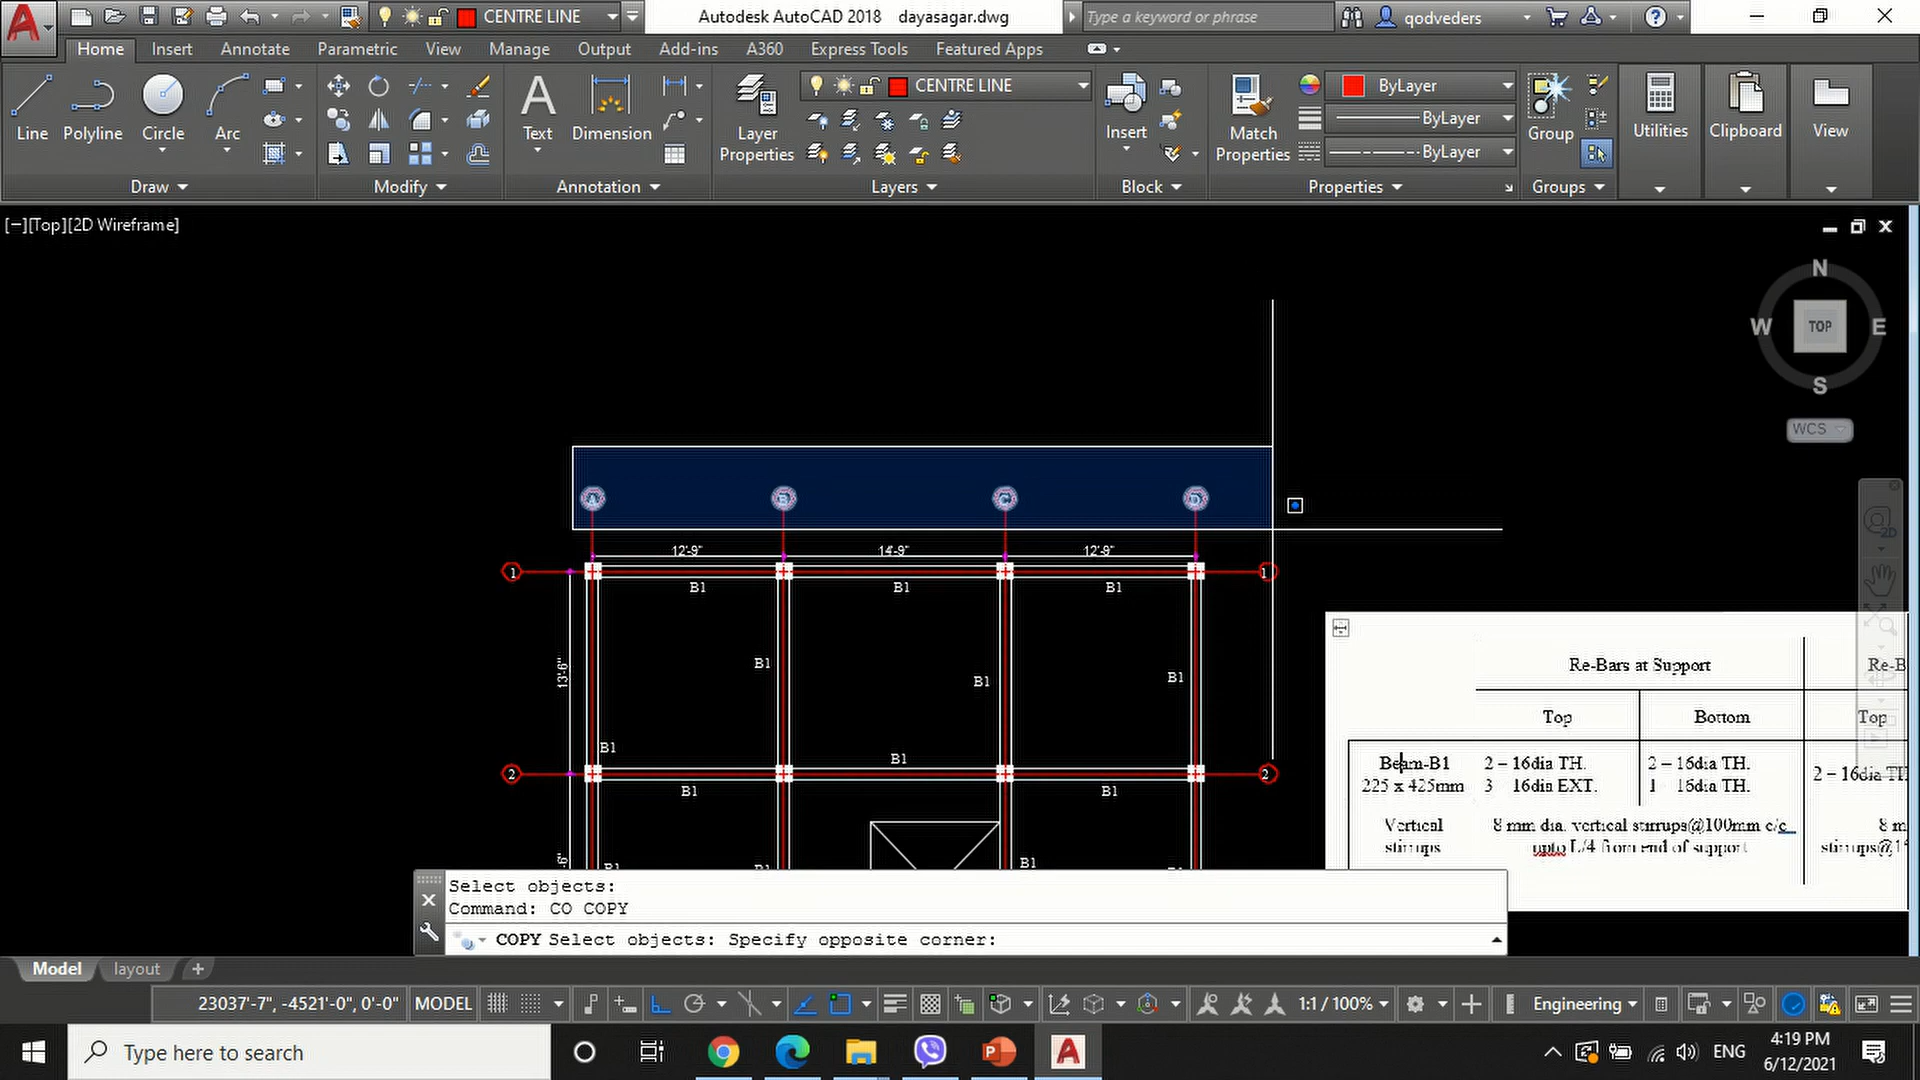 CENTRE LINE
Autodesk AutoCAD 2018 dayasagar.dwg
Type a keyword or phrase
qodveders
Home Insert Annotate Parametric View Manage Output Add-ins A360 Express Tools Featured Apps
Line Polyline Circle Arc
Text Dimension
Layer Properties
CENTRE LINE
Insert
Match Properties
ByLayer
ByLayer
ByLayer
Group
Utilities Clipboard View
Draw Modify Annotation Layers Block Properties Groups
[−][Top][2D Wireframe]
N
W TOP E
S
WCS
A B C D
12'-9" 14'-9" 12'-9"
1 1
B1 B1 B1
13'-6"
B1 B1 B1
B1 B1
2 2
B1 B1
B1
Re-Bars at Support
Re-B
Top Bottom Top
Beam-B1 2 – 16dia TH. 2 – 16dia TH.
225 x 425mm 3 – 16dia EXT. 1 – 16dia TH.
2 – 16dia TH
Vertical 8 mm dia. vertical stirrups@100mm c/c 8 m
stirrups upto L/4 from end of support stirrups@1
Select objects:
Command: CO COPY
COPY Select objects: Specify opposite corner:
Model layout +
23037'-7", -4521'-0", 0'-0" MODEL
1:1 / 100%
Engineering
Type here to search
ENG
4:19 PM
6/12/2021